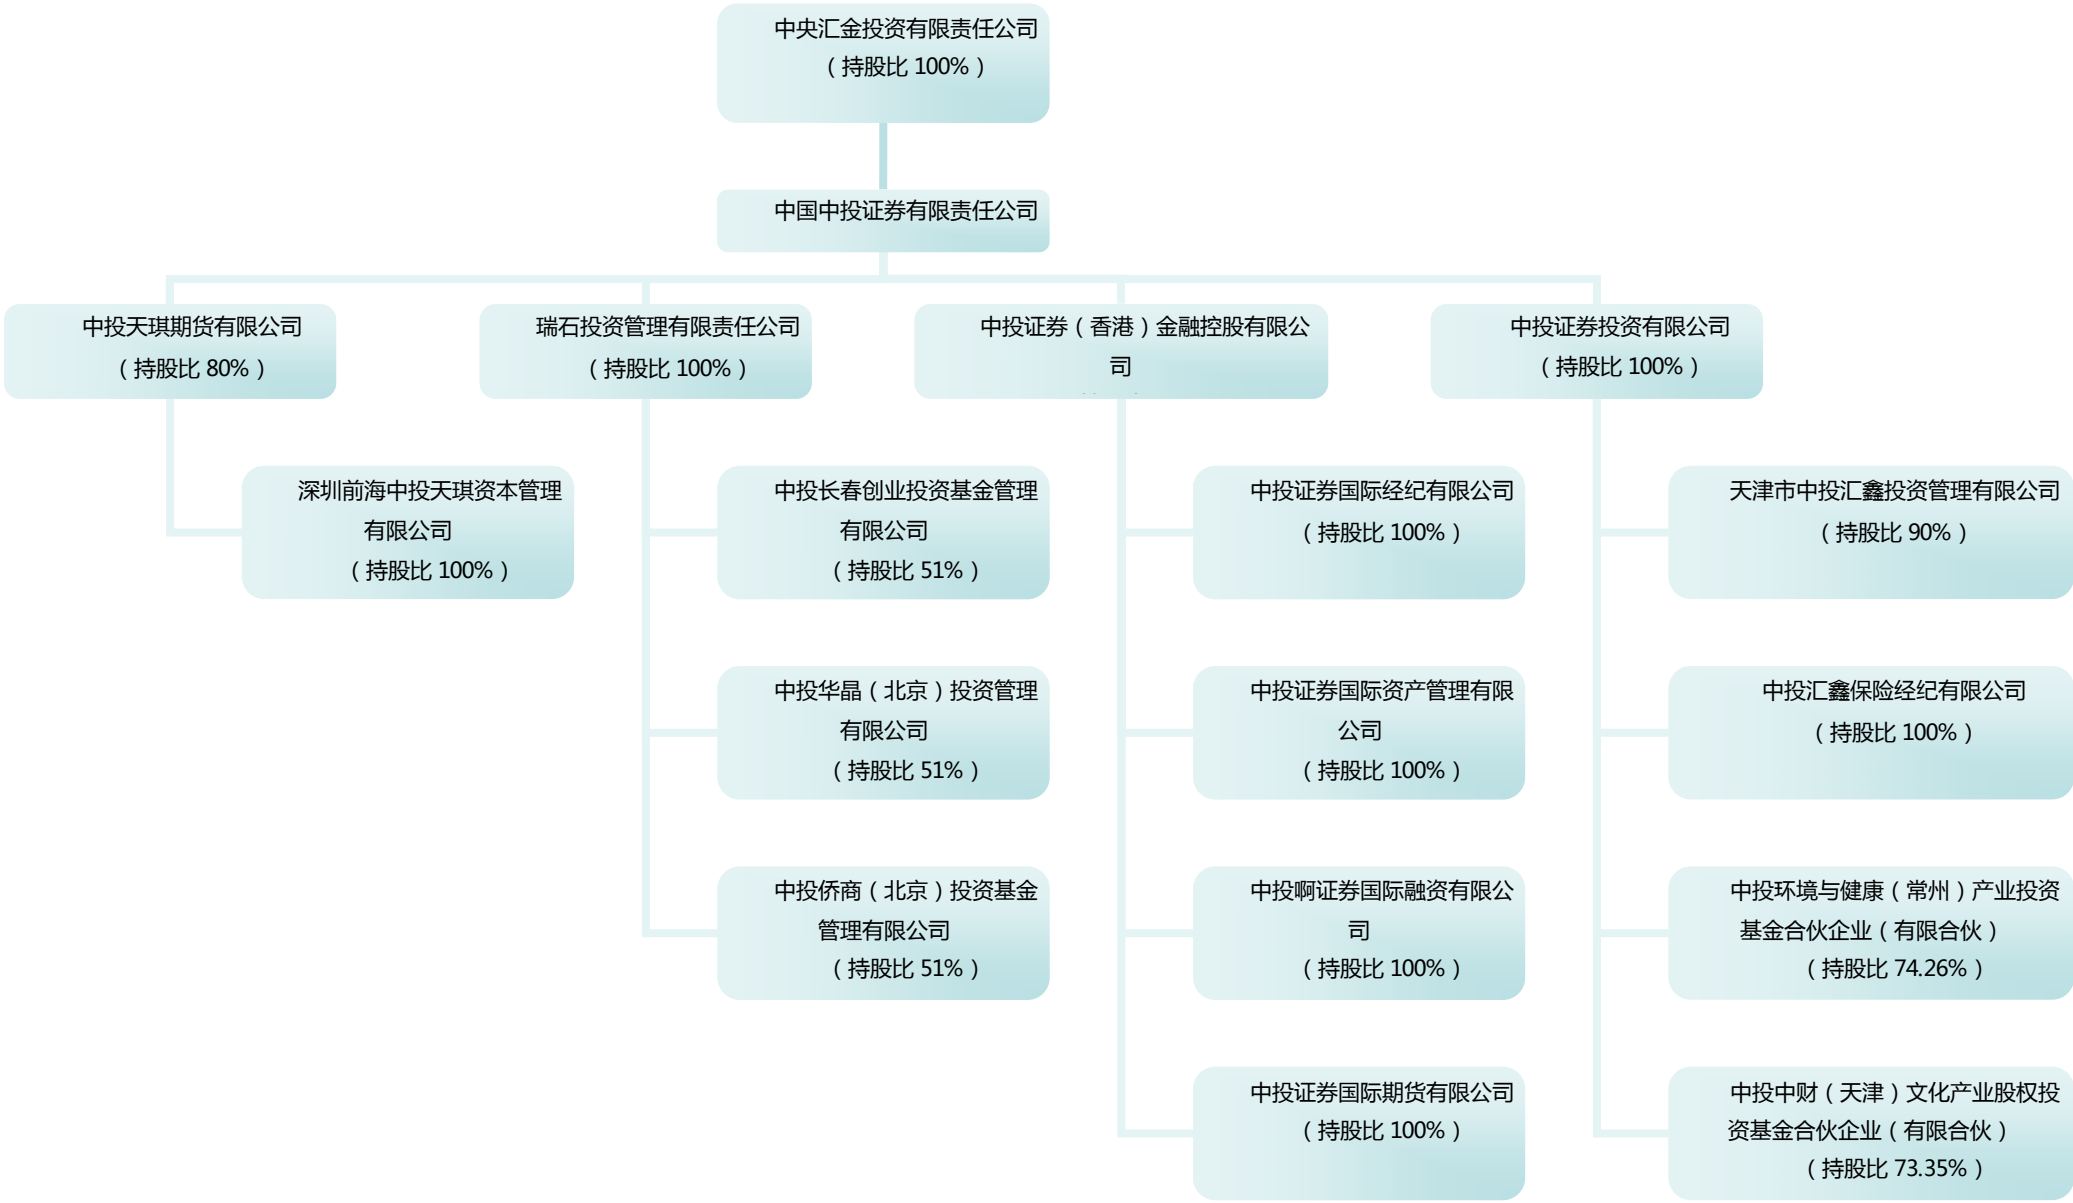 中央汇金投资有限责任公司
（持股比 100%）
中国中投证券有限责任公司
中投天琪期货有限公司
（持股比 80%）
瑞石投资管理有限责任公司
（持股比 100%）
中投证券（香港）金融控股有限公
司
中投证券投资有限公司
（持股比 100%）
深圳前海中投天琪资本管理
有限公司
（持股比 100%）
中投长春创业投资基金管理
有限公司
（持股比 51%）
中投证券国际经纪有限公司
（持股比 100%）
天津市中投汇鑫投资管理有限公司
（持股比 90%）
中投华晶（北京）投资管理
有限公司
（持股比 51%）
中投证券国际资产管理有限
公司
（持股比 100%）
中投汇鑫保险经纪有限公司
（持股比 100%）
中投侨商（北京）投资基金
管理有限公司
（持股比 51%）
中投啊证券国际融资有限公
司
（持股比 100%）
中投环境与健康（常州）产业投资
基金合伙企业（有限合伙）
（持股比 74.26%）
中投证券国际期货有限公司
（持股比 100%）
中投中财（天津）文化产业股权投
资基金合伙企业（有限合伙）
（持股比 73.35%）